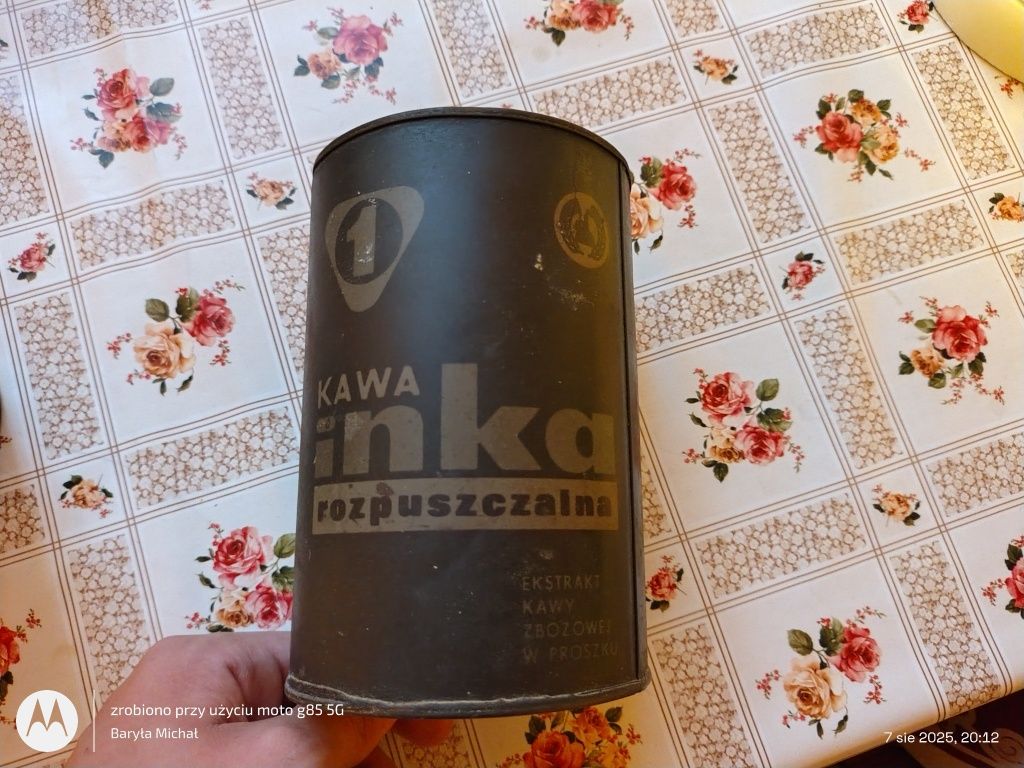 1
KAWA
inka
rozpuszczalna
EKSTRAKT
KAWY
ZBOŻOWEJ
W PROSZKU
zrobiono przy użyciu moto g85 5G
Baryła Michał
7 sie 2025, 20:12